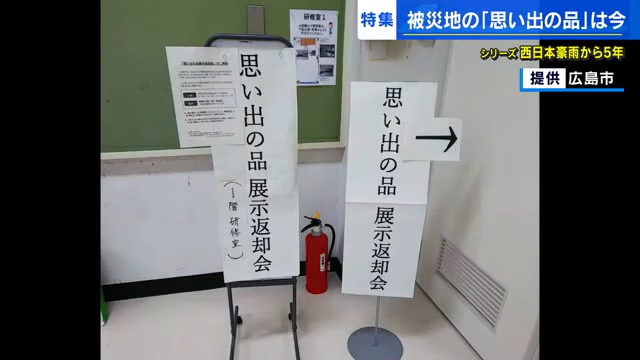 特集
被災地の「思い出の品」は今
シリーズ 西日本豪雨から5年
提供 広島市
研修室1
思い出の品 展示返却会
(1階 研修室)
思い出の品 展示返却会
→